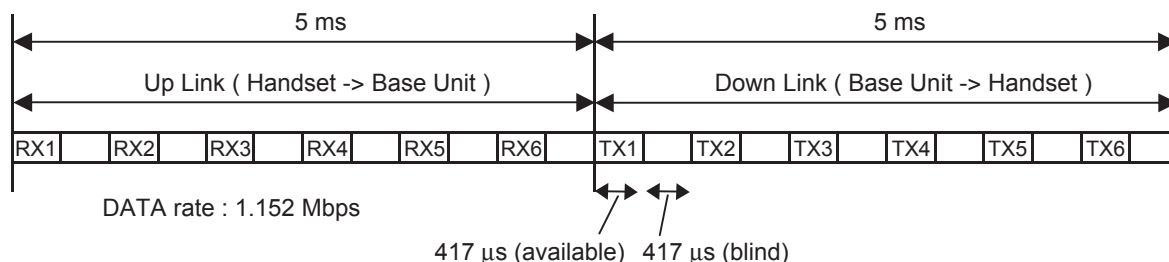 5 ms 5 ms
Up Link ( Handset -> Base Unit ) Down Link ( Base Unit -> Handset )
RX1 RX2 RX3 RX4 RX5 RX6 TX1 TX2 TX3 TX4 TX5 TX6
DATA rate : 1.152 Mbps
417 μs (available) 417 μs (blind)